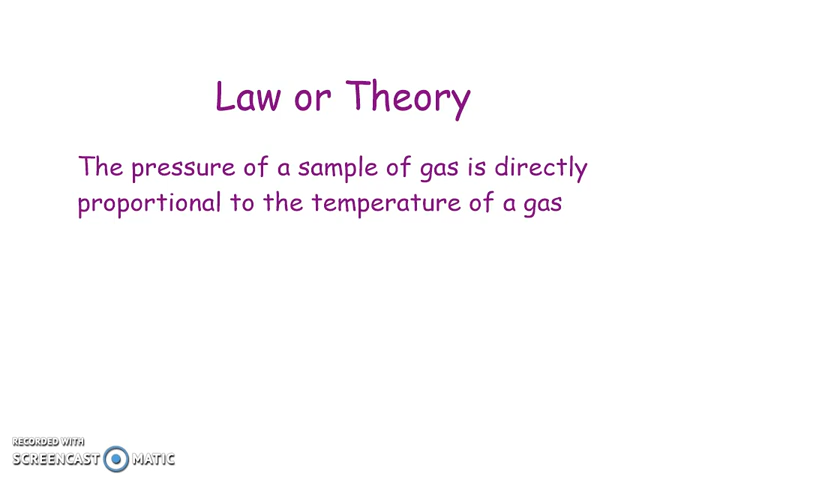 Law or Theory
The pressure of a sample of gas is directly
proportional to the temperature of a gas
RECORDED WITH
SCREENCAST MATIC